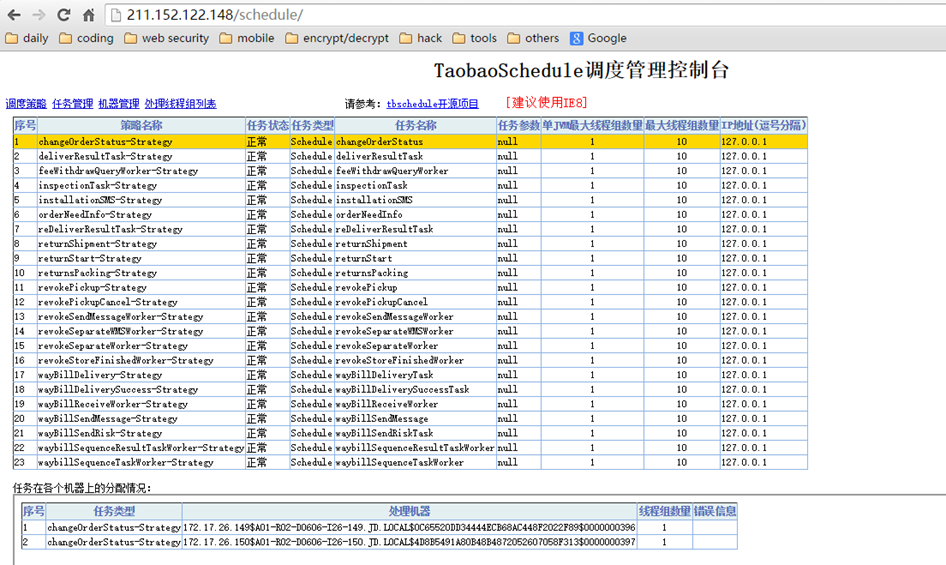 211.152.122.148/schedule/
daily coding web security mobile encrypt/decrypt hack tools others Google
TaobaoSchedule调度管理控制台
调度策略 任务管理 机器管理 处理线程组列表 请参考：tbschedule开源项目 [建议使用IE8]
序号 策略名称 任务状态 任务类型 任务名称 任务参数 单JVM最大线程组数量 最大线程组数量 IP地址(逗号分隔)
1 changeOrderStatus-Strategy 正常 Schedule changeOrderStatus null 1 10 127.0.0.1
2 deliverResultTask-Strategy 正常 Schedule deliverResultTask null 1 10 127.0.0.1
3 feeWithdrawQueryWorker-Strategy 正常 Schedule feeWithdrawQueryWorker null 1 10 127.0.0.1
4 inspectionTask-Strategy 正常 Schedule inspectionTask null 1 10 127.0.0.1
5 installationSMS-Strategy 正常 Schedule installationSMS null 1 10 127.0.0.1
6 orderNeedInfo-Strategy 正常 Schedule orderNeedInfo null 1 10 127.0.0.1
7 reDeliverResultTask-Strategy 正常 Schedule reDeliverResultTask null 1 10 127.0.0.1
8 returnShipment-Strategy 正常 Schedule returnShipment null 1 10 127.0.0.1
9 returnStart-Strategy 正常 Schedule returnStart null 1 10 127.0.0.1
10 returnsPacking-Strategy 正常 Schedule returnsPacking null 1 10 127.0.0.1
11 revokePickup-Strategy 正常 Schedule revokePickup null 1 10 127.0.0.1
12 revokePickupCancel-Strategy 正常 Schedule revokePickupCancel null 1 10 127.0.0.1
13 revokeSendMessageWorker-Strategy 正常 Schedule revokeSendMessageWorker null 1 10 127.0.0.1
14 revokeSeparateWMSWorker-Strategy 正常 Schedule revokeSeparateWMSWorker null 1 10 127.0.0.1
15 revokeSeparateWorker-Strategy 正常 Schedule revokeSeparateWorker null 1 10 127.0.0.1
16 revokeStoreFinishedWorker-Strategy 正常 Schedule revokeStoreFinishedWorker null 1 10 127.0.0.1
17 wayBillDelivery-Strategy 正常 Schedule wayBillDeliveryTask null 1 10 127.0.0.1
18 wayBillDeliverySuccess-Strategy 正常 Schedule wayBillDeliverySuccessTask null 1 10 127.0.0.1
19 wayBillReceiveWorker-Strategy 正常 Schedule wayBillReceiveWorker null 1 10 127.0.0.1
20 wayBillSendMessage-Strategy 正常 Schedule wayBillSendMessage null 1 10 127.0.0.1
21 wayBillSendRisk-Strategy 正常 Schedule wayBillSendRiskTask null 1 10 127.0.0.1
22 waybillSequenceResultTaskWorker-Strategy 正常 Schedule waybillSequenceResultTaskWorker null 1 10 127.0.0.1
23 waybillSequenceTaskWorker-Strategy 正常 Schedule waybillSequenceTaskWorker null 1 10 127.0.0.1
任务在各个机器上的分配情况：
序号 任务类型 处理机器 线程组数量 错误信息
1 changeOrderStatus-Strategy 172.17.26.149$A01-R02-D0606-I26-149.JD.LOCAL$0C65520DD34444ECB68AC448F2022F89$0000000396 1
2 changeOrderStatus-Strategy 172.17.26.150$A01-R02-D0606-I26-150.JD.LOCAL$4D8B5491A80B48B4872052607058F313$0000000397 1